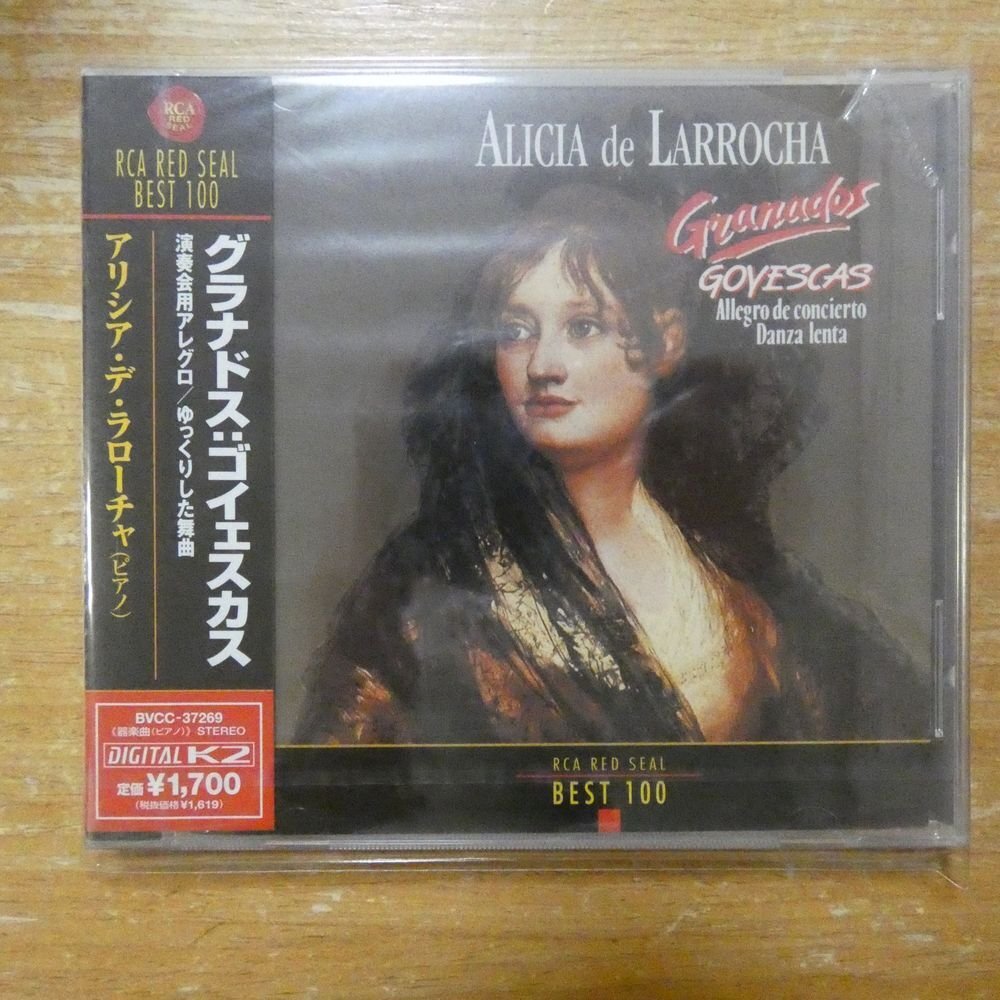 RCA
RED
SEAL
RCA RED SEAL
BEST 100
グラナドス:ゴイェスカス
演奏会用アレグロ/ゆっくりした舞曲
アリシア・デ・ラローチャ(ピアノ)
BVCC-37269
《器楽曲(ピアノ)》 STEREO
DIGITAL K2
定価¥1,700
(税抜価格¥1,619)
ALICIA de LARROCHA
Granados
GOYESCAS
Allegro de concierto
Danza lenta
RCA RED SEAL
BEST 100